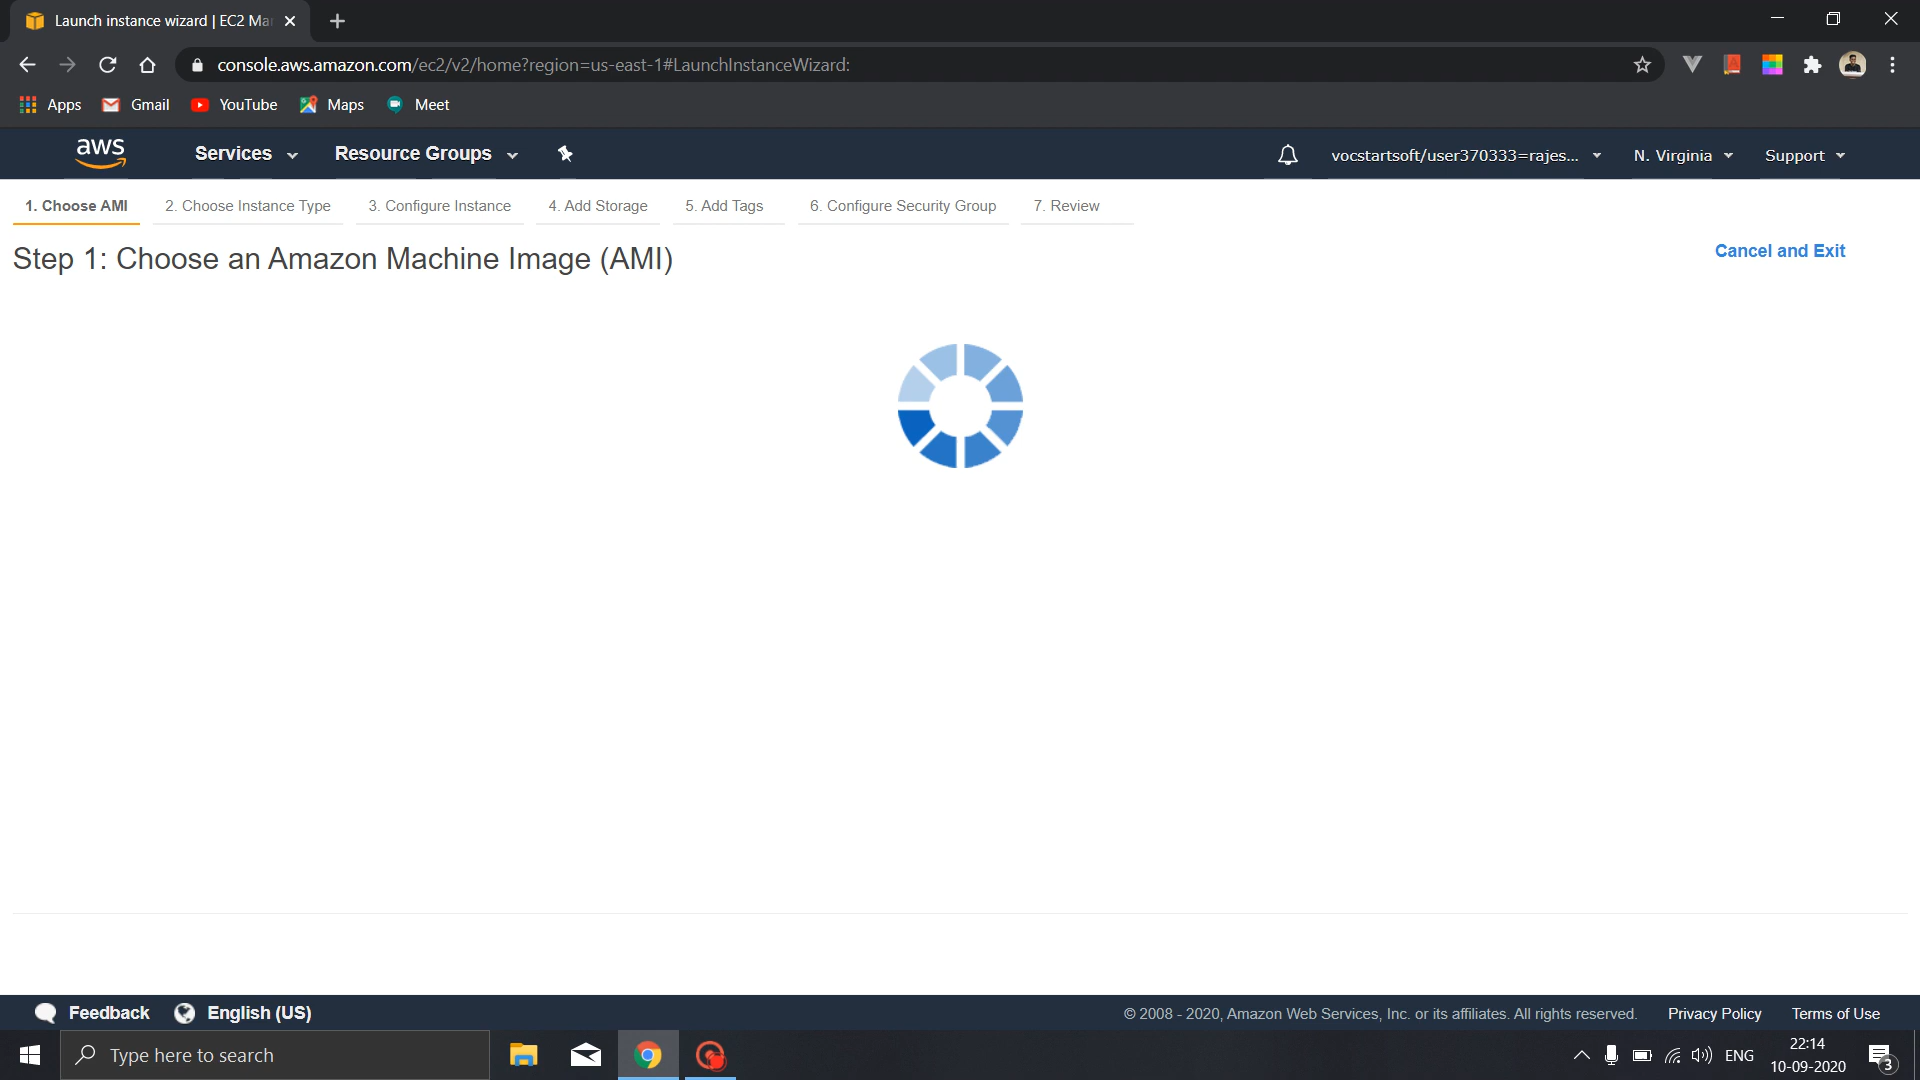 Launch instance wizard | EC2 Ma
console.aws.amazon.com/ec2/v2/home?region=us-east-1#LaunchInstanceWizard:
Apps Gmail YouTube Maps Meet
aws Services Resource Groups vocstartsoft/user370333=rajes... N. Virginia Support
1. Choose AMI 2. Choose Instance Type 3. Configure Instance 4. Add Storage 5. Add Tags 6. Configure Security Group 7. Review
Step 1: Choose an Amazon Machine Image (AMI) Cancel and Exit
Feedback English (US) © 2008 - 2020, Amazon Web Services, Inc. or its affiliates. All rights reserved. Privacy Policy Terms of Use
Type here to search ENG
22:14
10-09-2020
3